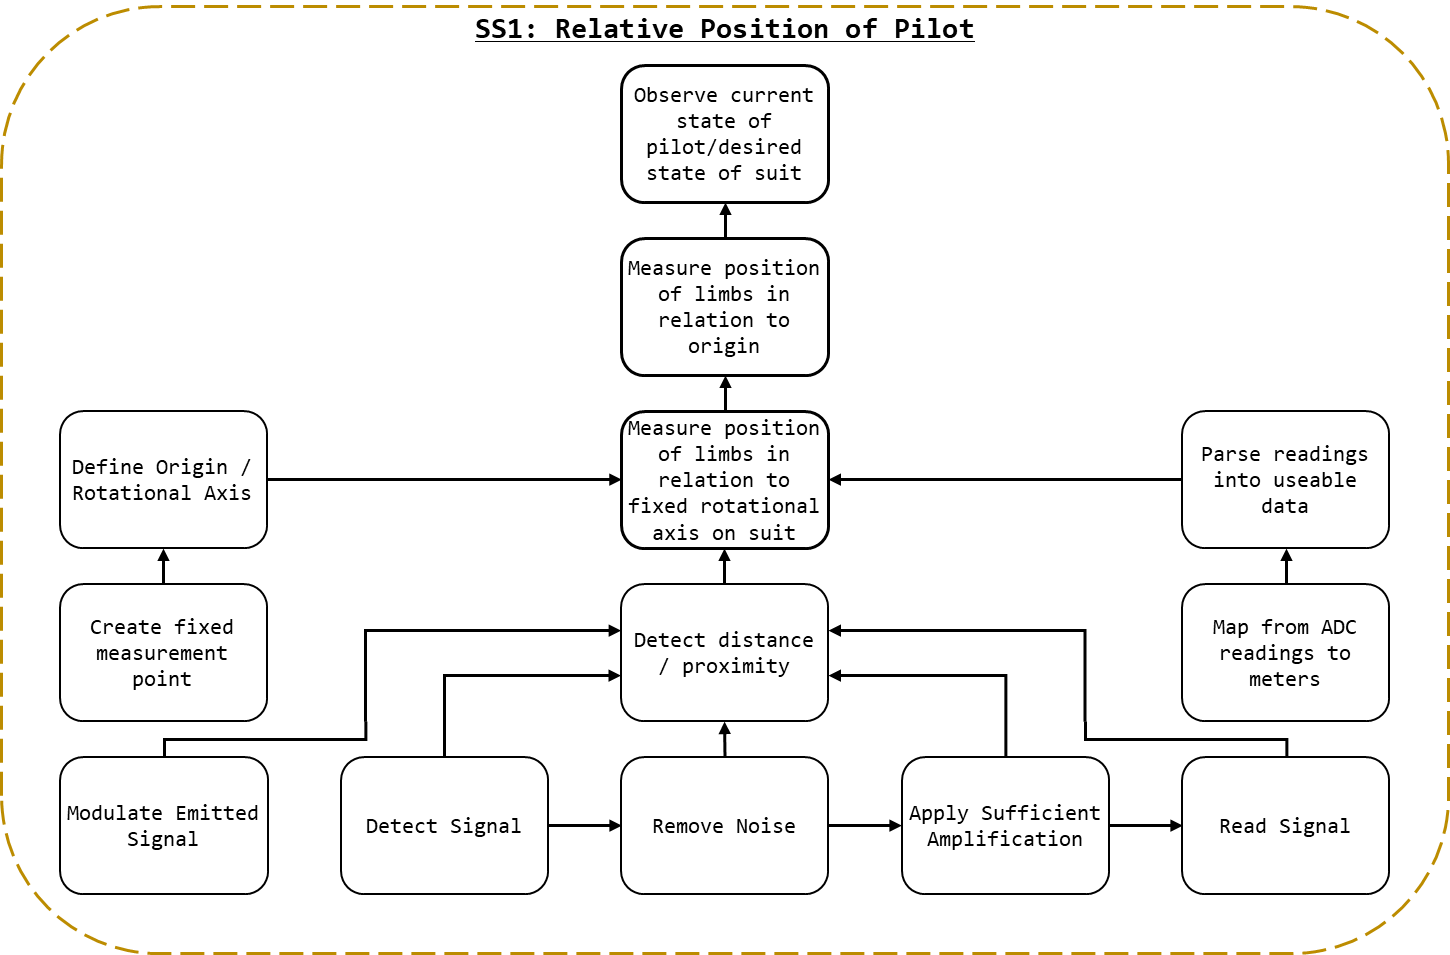 SS1: Relative Position of Pilot
Observe current
state of
pilot/desired
state of suit
Measure position
of limbs in
relation to
origin
Define Origin /
Rotational Axis
Measure position
of limbs in
relation to
fixed rotational
axis on suit
Parse readings
into useable
data
Create fixed
measurement
point
Detect distance
/ proximity
Map from ADC
readings to
meters
Modulate Emitted
Signal
Detect Signal
Remove Noise
Apply Sufficient
Amplification
Read Signal